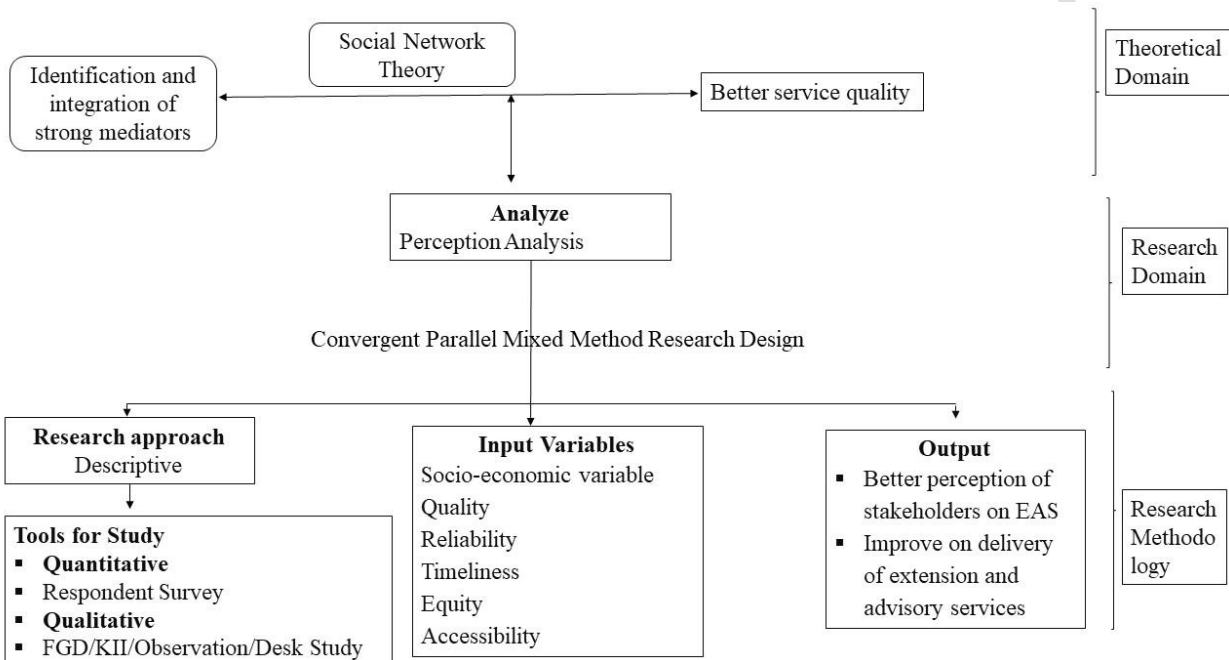 Social Network
Theory
Identification and
integration of
strong mediators
Better service quality
Theoretical
Domain
Analyze
Perception Analysis
Research
Domain
Convergent Parallel Mixed Method Research Design
Research approach
Descriptive
Tools for Study
▪ Quantitative
▪ Respondent Survey
▪ Qualitative
▪ FGD/KII/Observation/Desk Study
Input Variables
Socio-economic variable
Quality
Reliability
Timeliness
Equity
Accessibility
Output
▪ Better perception of
stakeholders on EAS
▪ Improve on delivery
of extension and
advisory services
Research
Methodo
logy